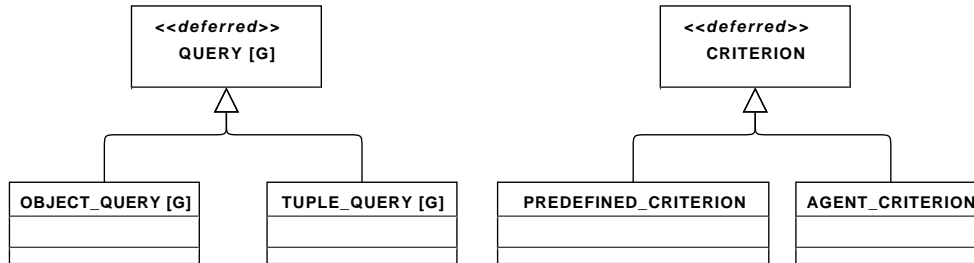 <<deferred>>
QUERY [G]
<<deferred>>
CRITERION
OBJECT_QUERY [G]
TUPLE_QUERY [G]
PREDEFINED_CRITERION
AGENT_CRITERION